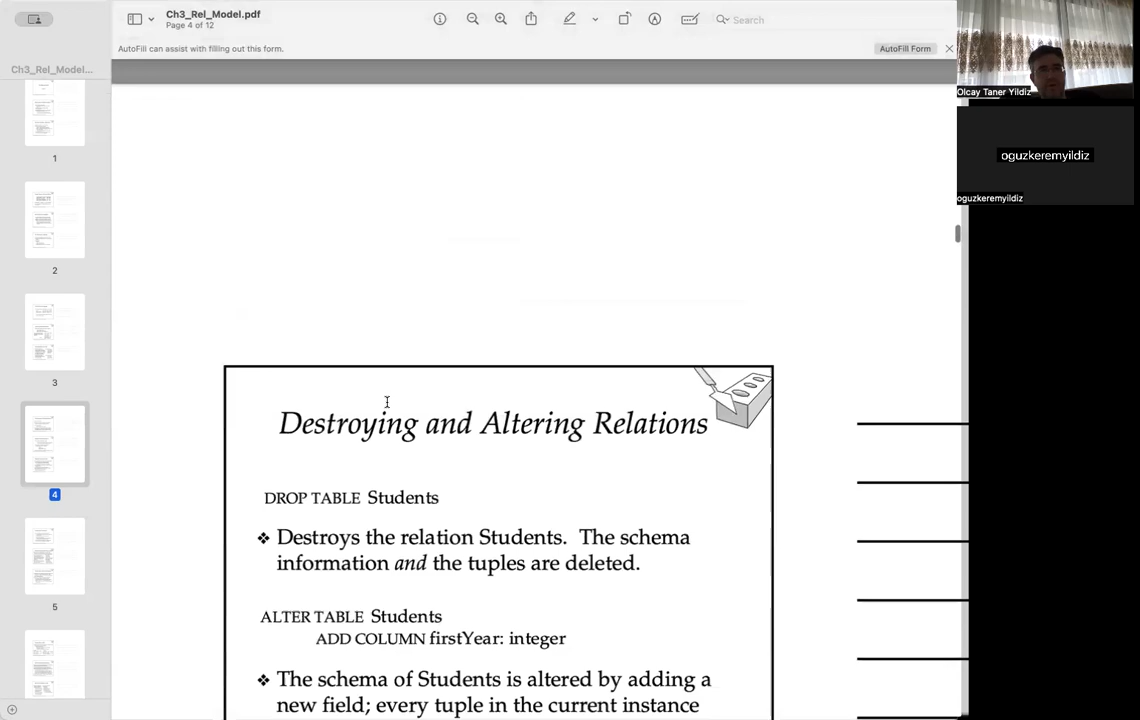 Ch3_Rel_Model.pdf
Page 4 of 12
Search
AutoFill can assist with filling out this form.
AutoFill Form
Ch3_Rel_Model...
1
2
3
4
5
Destroying and Altering Relations
DROP TABLE Students
❖ Destroys the relation Students. The schema
information and the tuples are deleted.
ALTER TABLE Students
ADD COLUMN firstYear: integer
❖ The schema of Students is altered by adding a
new field; every tuple in the current instance
Olcay Taner Yildiz
oguzkeremyildiz
oguzkeremyildiz